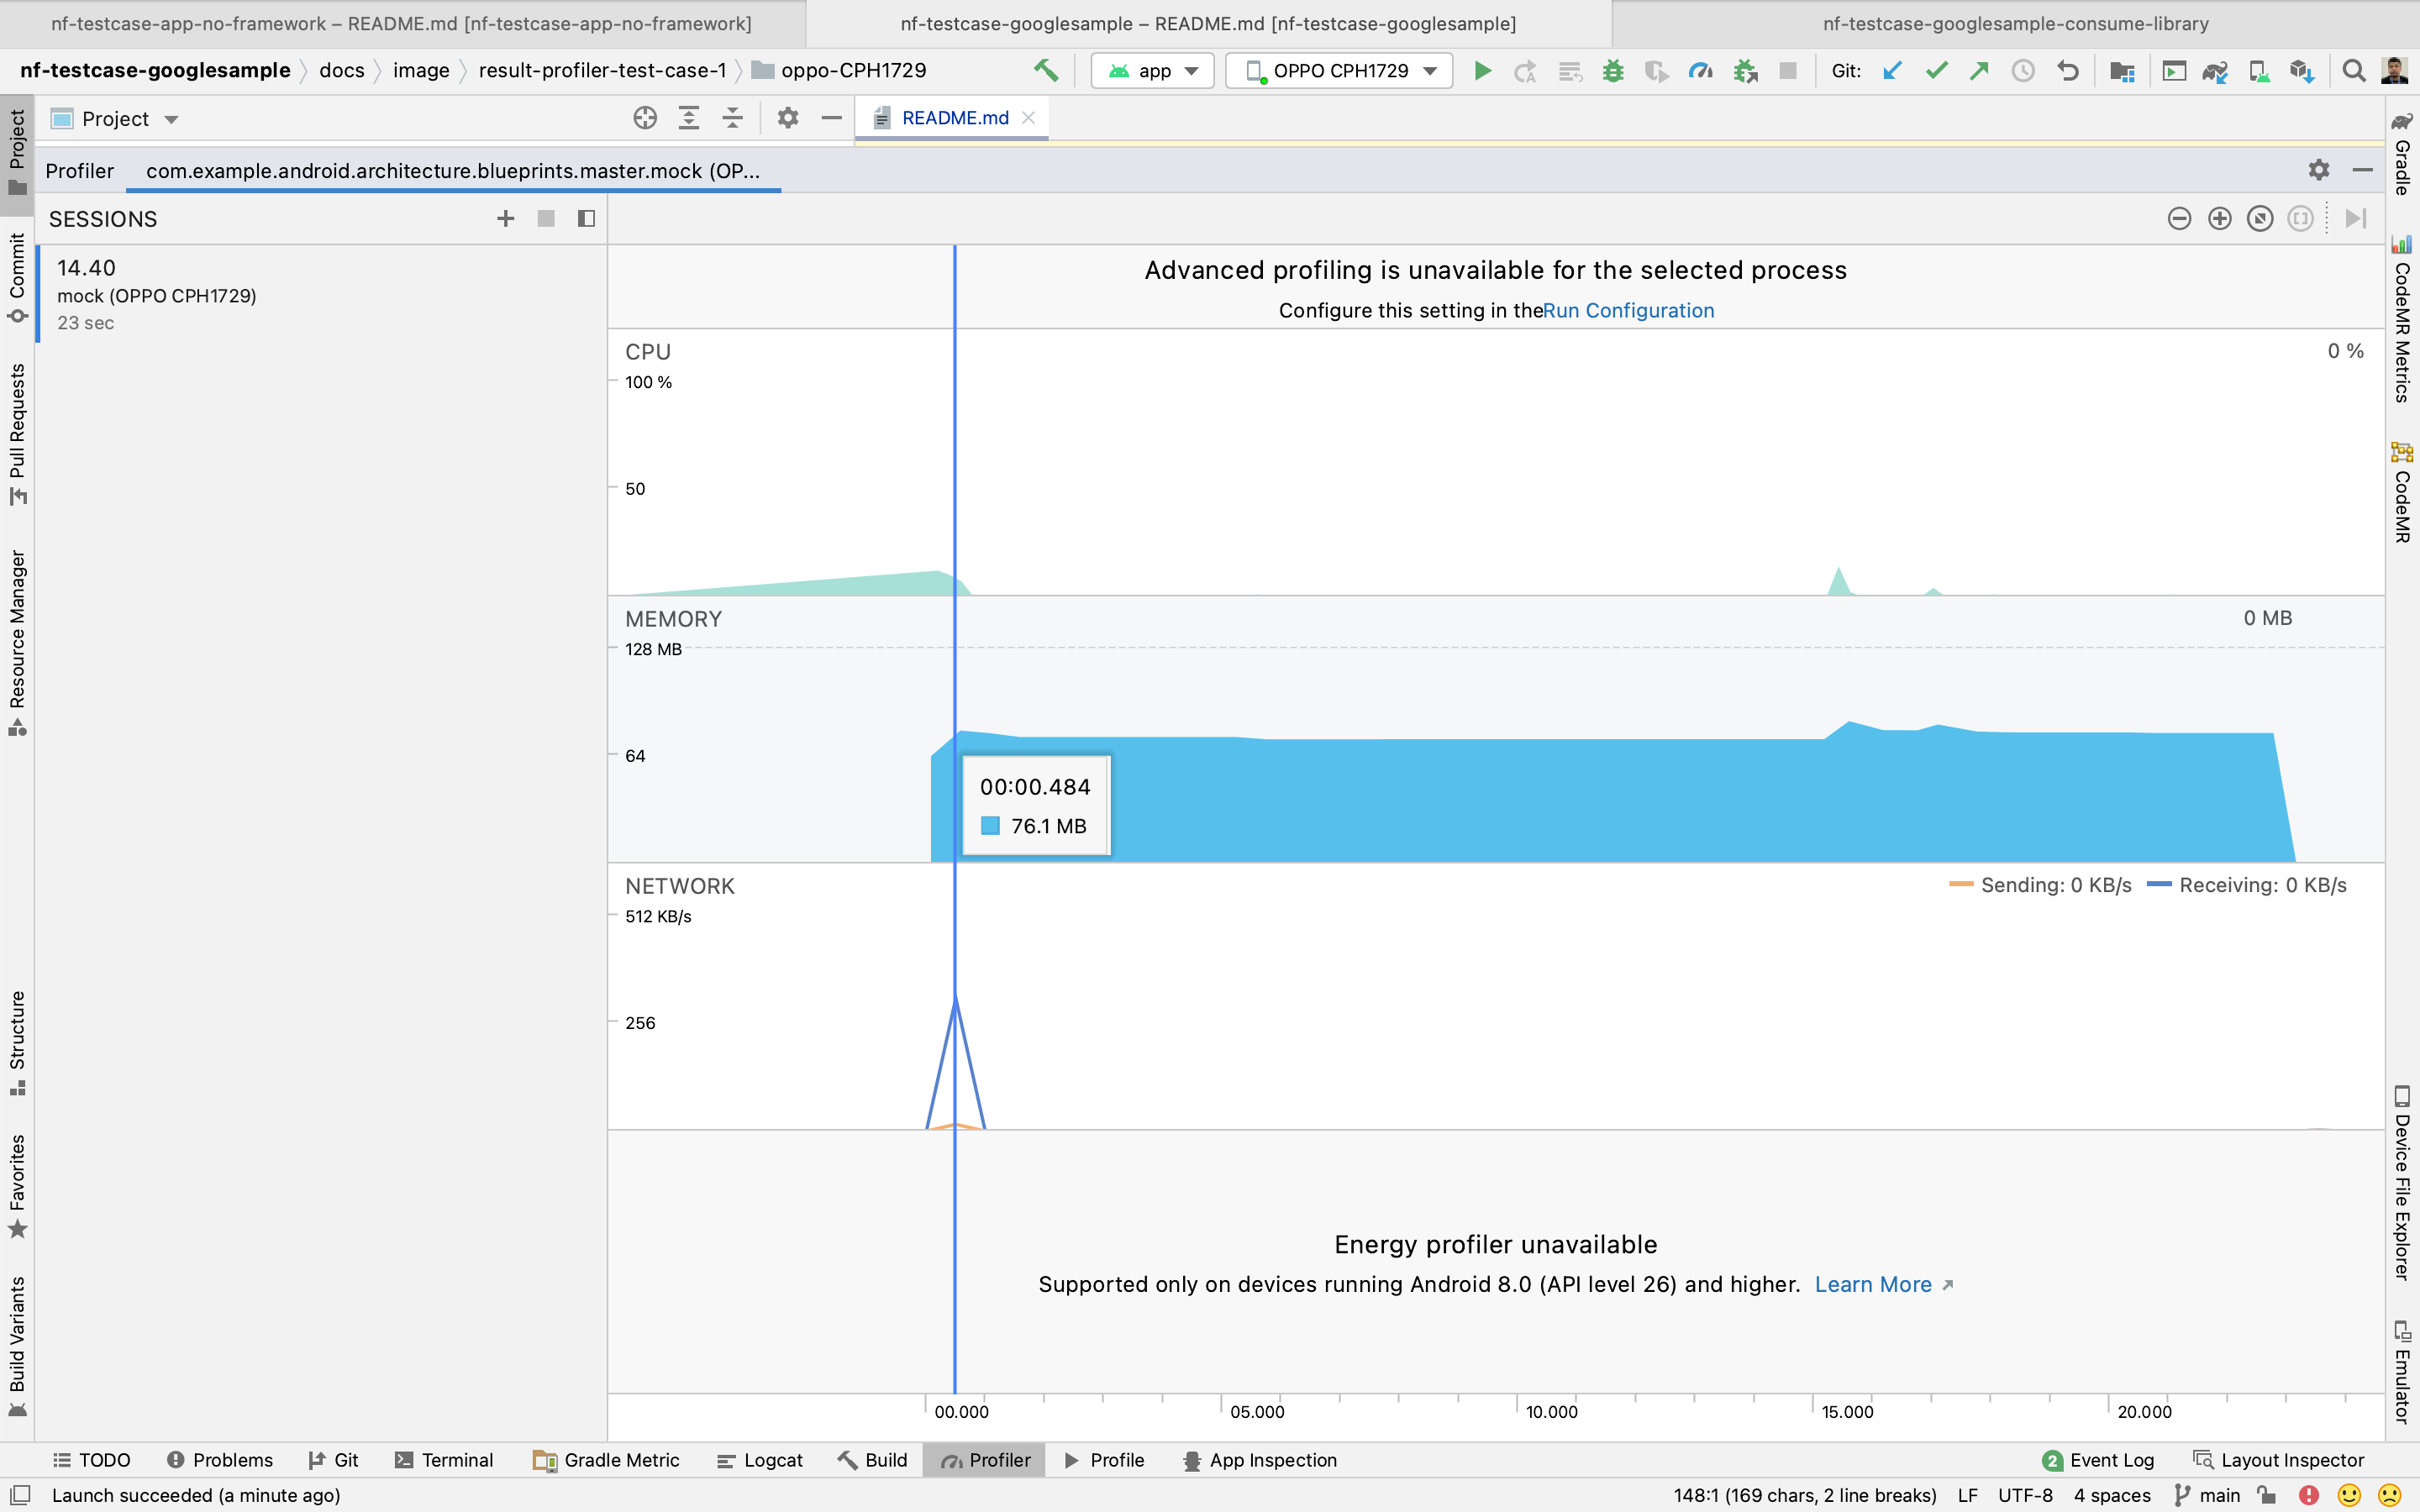 nf-testcase-app-no-framework – README.md [nf-testcase-app-no-framework]
nf-testcase-googlesample – README.md [nf-testcase-googlesample]
nf-testcase-googlesample-consume-library
nf-testcase-googlesample
docs
image
result-profiler-test-case-1
oppo-CPH1729
app
OPPO CPH1729
Git:
Project
README.md
Profiler
com.example.android.architecture.blueprints.master.mock (OP...
SESSIONS
14.40
mock (OPPO CPH1729)
23 sec
Advanced profiling is unavailable for the selected process
Configure this setting in theRun Configuration
CPU
0 %
100 %
50
MEMORY
0 MB
128 MB
64
00:00.484
76.1 MB
NETWORK
Sending: 0 KB/s
Receiving: 0 KB/s
512 KB/s
256
Energy profiler unavailable
Supported only on devices running Android 8.0 (API level 26) and higher. Learn More
00.000
05.000
10.000
15.000
20.000
Project
Commit
Pull Requests
Resource Manager
Structure
Favorites
Build Variants
Gradle
CodeMR Metrics
CodeMR
Device File Explorer
Emulator
TODO
Problems
Git
Terminal
Gradle Metric
Logcat
Build
Profiler
Profile
App Inspection
2
Event Log
Layout Inspector
Launch succeeded (a minute ago)
148:1 (169 chars, 2 line breaks)
LF
UTF-8
4 spaces
main